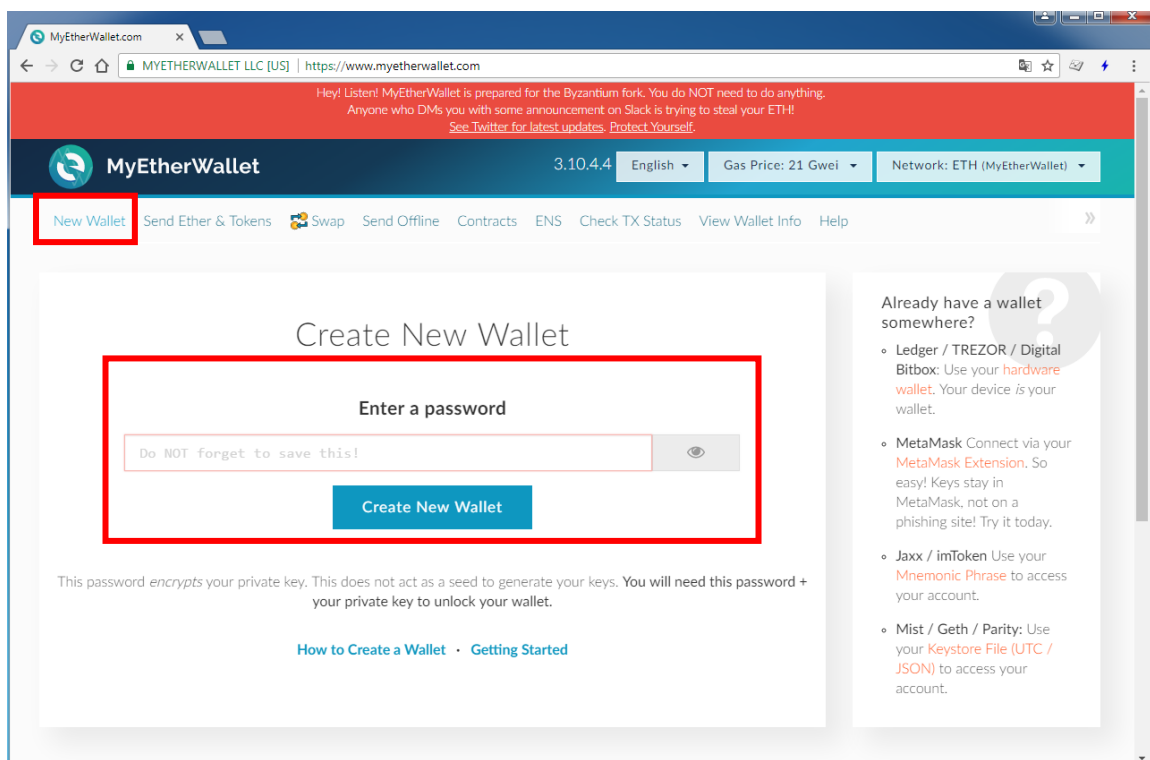 MyEtherWallet.com
MYETHERWALLET LLC [US] | https://www.myetherwallet.com
Hey! Listen! MyEtherWallet is prepared for the Byzantium fork. You do NOT need to do anything.
Anyone who DMs you with some announcement on Slack is trying to steal your ETH!
See Twitter for latest updates. Protect Yourself.
MyEtherWallet
3.10.4.4 English Gas Price: 21 Gwei Network: ETH (MyEtherWallet)
New Wallet Send Ether & Tokens Swap Send Offline Contracts ENS Check TX Status View Wallet Info Help »
Create New Wallet
Enter a password
Do NOT forget to save this!
Create New Wallet
This password encrypts your private key. This does not act as a seed to generate your keys. You will need this password +
your private key to unlock your wallet.
How to Create a Wallet · Getting Started
Already have a wallet
somewhere?
Ledger / TREZOR / Digital
Bitbox: Use your hardware
wallet. Your device is your
wallet.
MetaMask Connect via your
MetaMask Extension. So
easy! Keys stay in
MetaMask, not on a
phishing site! Try it today.
Jaxx / imToken Use your
Mnemonic Phrase to access
your account.
Mist / Geth / Parity: Use
your Keystore File (UTC /
JSON) to access your
account.